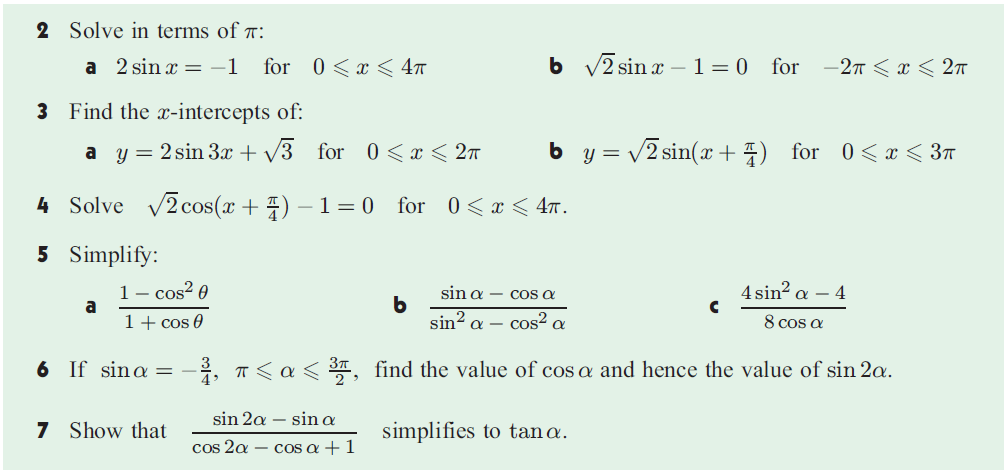 2 Solve in terms of π:
a 2 sin x = −1 for 0 ⩽ x ⩽ 4π b √2 sin x − 1 = 0 for −2π ⩽ x ⩽ 2π
3 Find the x-intercepts of:
a y = 2 sin 3x + √3 for 0 ⩽ x ⩽ 2π b y = √2 sin(x + π/4) for 0 ⩽ x ⩽ 3π
4 Solve √2 cos(x + π/4) − 1 = 0 for 0 ⩽ x ⩽ 4π.
5 Simplify:
a (1 − cos² θ)/(1 + cos θ) b (sin α − cos α)/(sin² α − cos² α) c (4 sin² α − 4)/(8 cos α)
6 If sin α = −3/4, π ⩽ α ⩽ 3π/2, find the value of cos α and hence the value of sin 2α.
7 Show that (sin 2α − sin α)/(cos 2α − cos α + 1) simplifies to tan α.